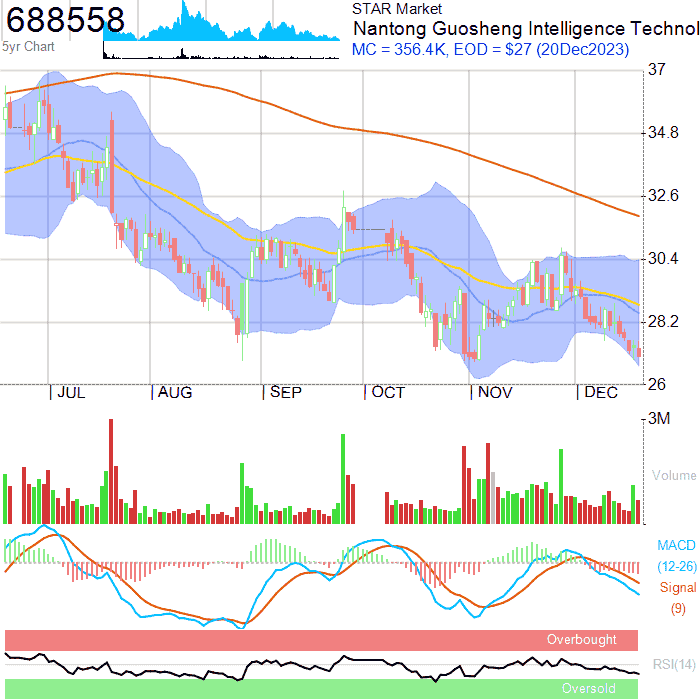 688558
5yr Chart
STAR Market
Nantong Guosheng Intelligence Technol
MC = 356.4K, EOD = $27 (20Dec2023)
37
34.8
32.6
30.4
28.2
26
JUL AUG SEP OCT NOV DEC
3M
Volume
MACD
(12-26)
Signal
(9)
Overbought
RSI(14)
Oversold